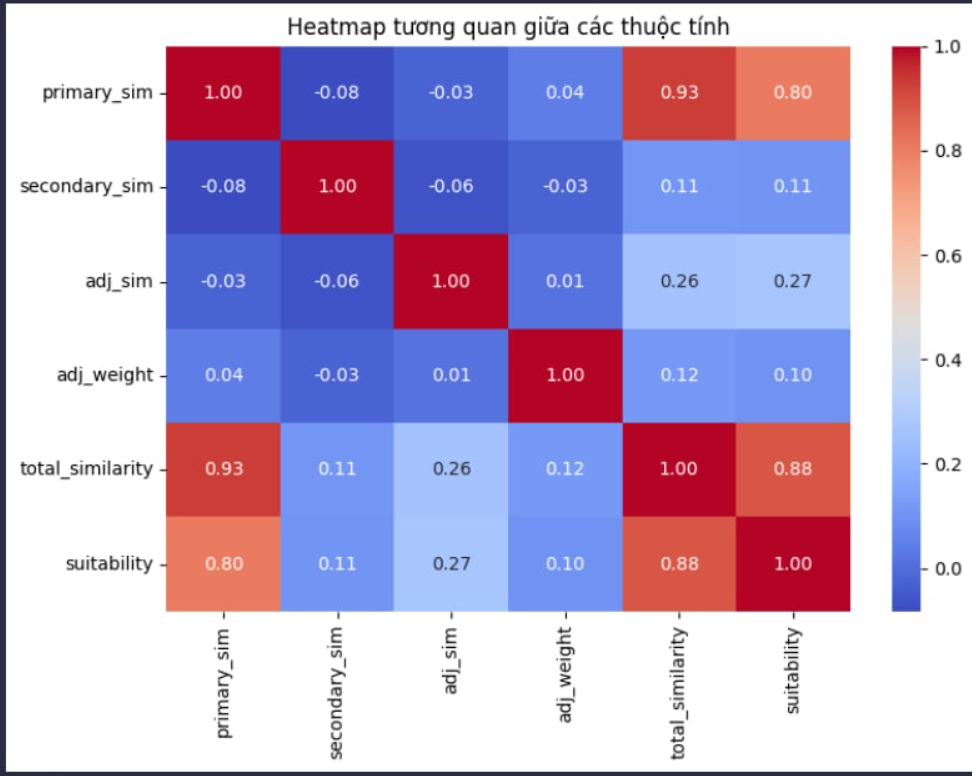 Heatmap tương quan giữa các thuộc tính
primary_sim 1.00 -0.08 -0.03 0.04 0.93 0.80
secondary_sim -0.08 1.00 -0.06 -0.03 0.11 0.11
adj_sim -0.03 -0.06 1.00 0.01 0.26 0.27
adj_weight 0.04 -0.03 0.01 1.00 0.12 0.10
total_similarity 0.93 0.11 0.26 0.12 1.00 0.88
suitability 0.80 0.11 0.27 0.10 0.88 1.00
primary_sim
secondary_sim
adj_sim
adj_weight
total_similarity
suitability
1.0
0.8
0.6
0.4
0.2
0.0